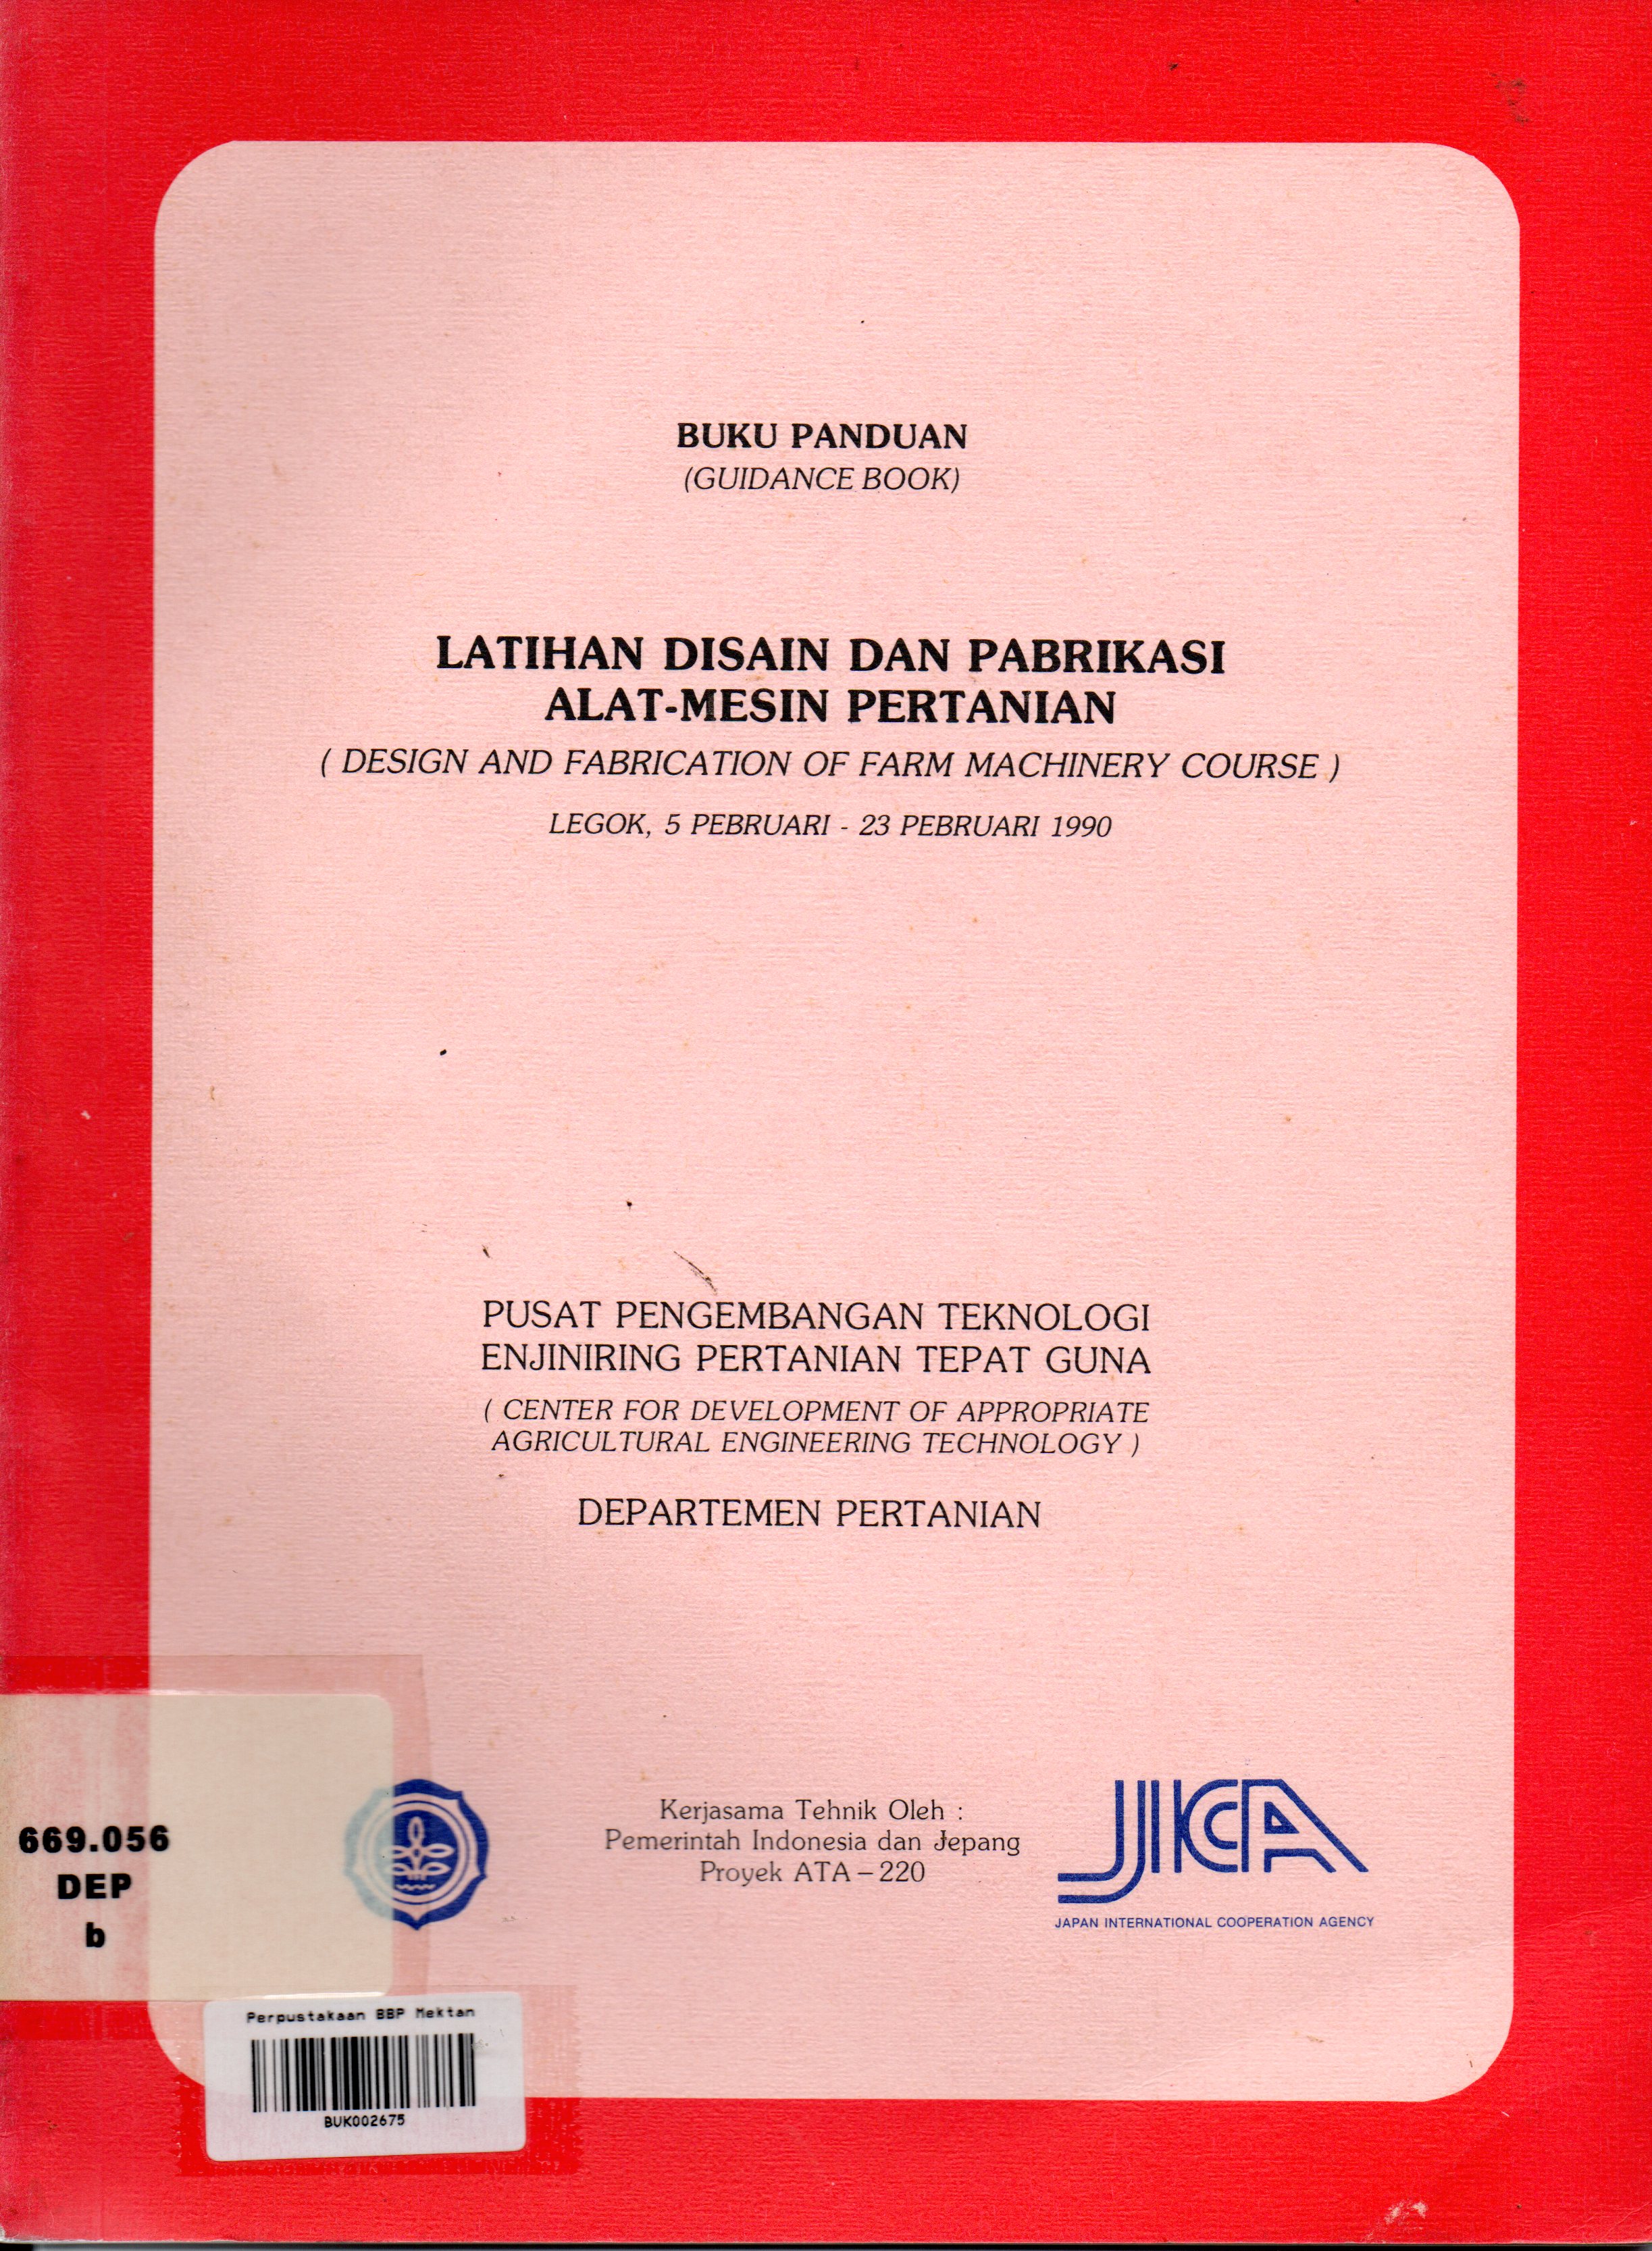 BUKU PANDUAN
(GUIDANCE BOOK)
LATIHAN DISAIN DAN PABRIKASI
ALAT-MESIN PERTANIAN
( DESIGN AND FABRICATION OF FARM MACHINERY COURSE )
LEGOK, 5 PEBRUARI - 23 PEBRUARI 1990
PUSAT PENGEMBANGAN TEKNOLOGI
ENJINIRING PERTANIAN TEPAT GUNA
( CENTER FOR DEVELOPMENT OF APPROPRIATE
AGRICULTURAL ENGINEERING TECHNOLOGY )
DEPARTEMEN PERTANIAN
Kerjasama Tehnik Oleh :
Pemerintah Indonesia dan Jepang
Proyek ATA – 220
JICA
JAPAN INTERNATIONAL COOPERATION AGENCY
669.056
DEP
b
Perpustakaan BBP Mektan
BUK002675